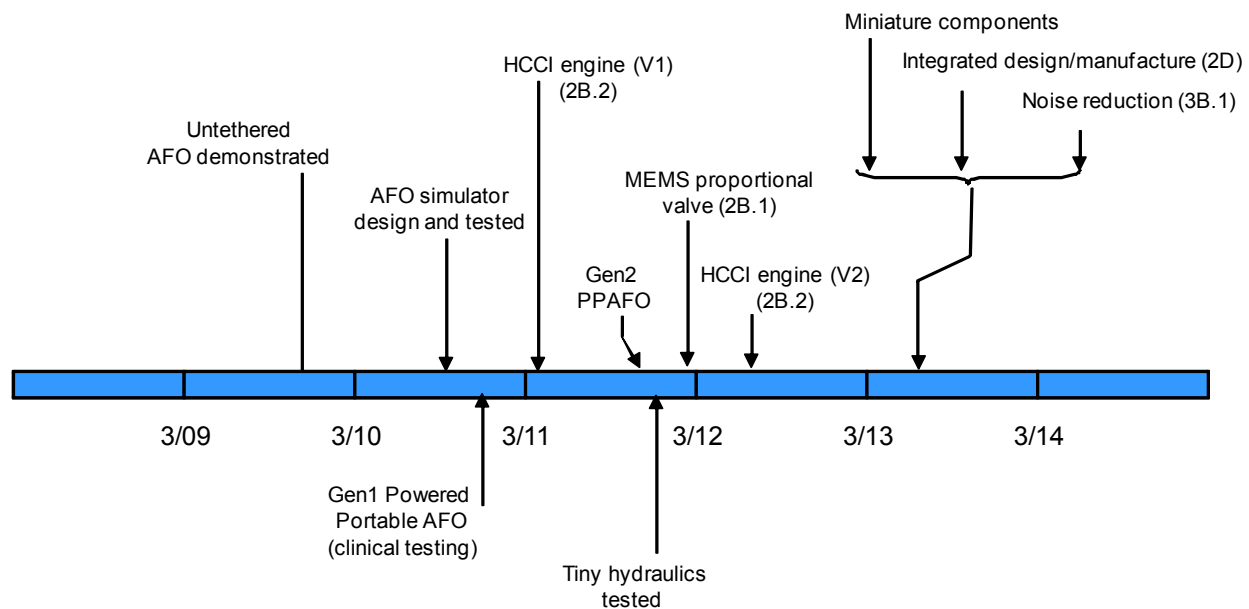 Miniature components
Integrated design/manufacture (2D)
Noise reduction (3B.1)
HCCI engine (V1)
(2B.2)
Untethered
AFO demonstrated
AFO simulator
design and tested
MEMS proportional
valve (2B.1)
Gen2
PPAFO
HCCI engine (V2)
(2B.2)
3/09
3/10
3/11
3/12
3/13
3/14
Gen1 Powered
Portable AFO
(clinical testing)
Tiny hydraulics
tested